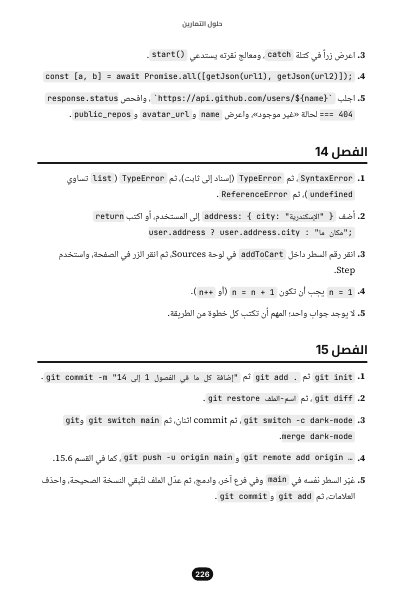 حلول التمارين
3. اعرض زرأ في كتلة catch، ومعالج نقرته يستدعي start().
4. const [a, b] = await Promise.all([getJson(url1), getJson(url2)]);
5. اجلب `https://api.github.com/users/${name}`، وافحص response.status
=== 404 لحالة «غير موجود»، واعرض name و avatar_url و public_repos.
الفصل 14
1. SyntaxError، ثم TypeError (إسناد إلى ثابت)، ثم TypeError (list تساوي
undefined)، ثم ReferenceError.
2. أضف address: { city: "الإسكندرية" } إلى المستخدم، أو اكتب return
user.address ? user.address.city : "مكان ما";
3. انقر رقم السطر داخل addToCart في لوحة Sources، ثم انقر الزر في الصفحة، واستخدم
Step.
4. n = 1 يجب أن تكون n = n + 1 (أو n++).
5. لا يوجد جواب واحد؛ المهم أن تكتب كل خطوة من الطريقة.
الفصل 15
1. git init ثم git add . ثم git commit -m "إضافة كل ما في الفصول 1 إلى 14".
2. git diff، ثم git restore اسم-الملف.
3. git switch -c dark-mode، ثم commit اثنان، ثم git switch main وgit
merge dark-mode.
4. git remote add origin … و git push -u origin main، كما في القسم 15.6.
5. غيّر السطر نفسه في main وفي فرع آخر، وادمج، ثم عدّل الملف لتُبقي النسخة الصحيحة، واحذف
العلامات، ثم git add و git commit.
226